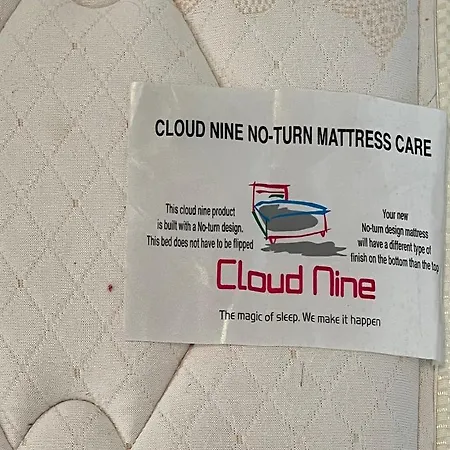 CLOUD NINE NO-TURN MATTRESS CARE
This cloud nine product
is built with a No-turn design.
This bed does not have to be flipped
Your new
No-turn design mattress
will have a different type of
finish on the bottom than the top
Cloud Nine
The magic of sleep. We make it happen